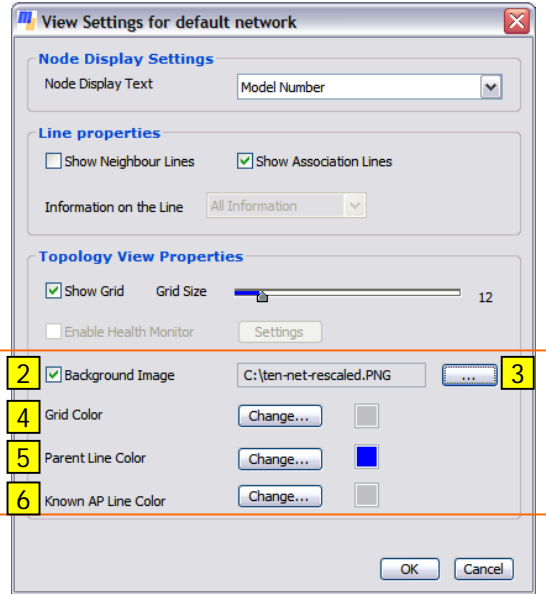 View Settings for default network
Node Display Settings
Node Display Text Model Number
Line properties
Show Neighbour Lines Show Association Lines
Information on the Line All Information
Topology View Properties
Show Grid Grid Size 12
Enable Health Monitor Settings
2 Background Image C:\ten-net-rescaled.PNG ... 3
4 Grid Color Change...
5 Parent Line Color Change...
6 Known AP Line Color Change...
OK Cancel